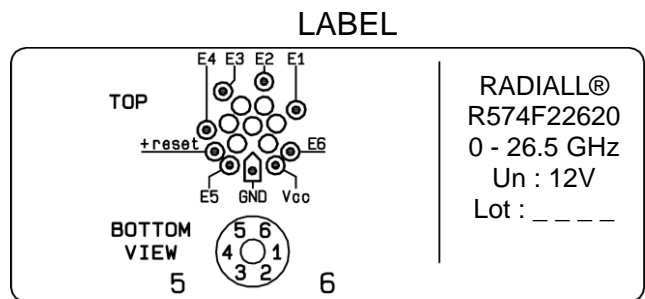 LABEL
E4 E3 E2 E1
TOP
+reset
E6
E5 GND Vcc
BOTTOM
VIEW
5 6
4 1
3 2
5 6
RADIALL®
R574F22620
0 - 26.5 GHz
Un : 12V
Lot : _ _ _ _